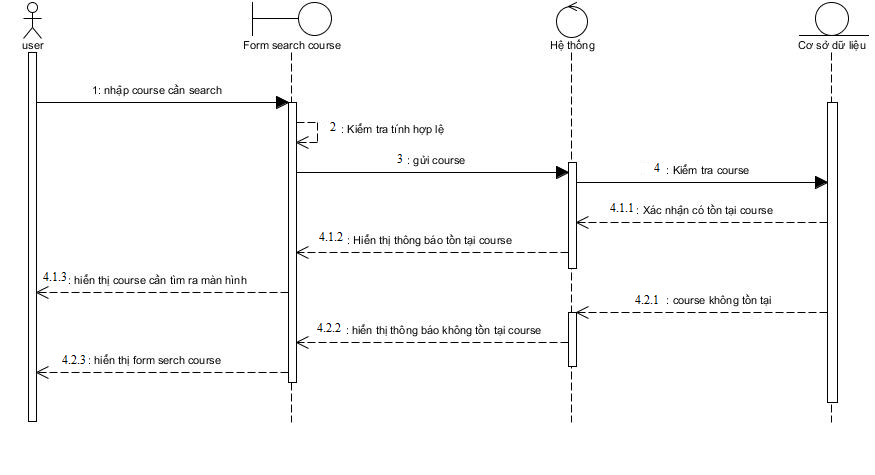 user
Form search course
Hệ thống
Cơ sở dữ liệu
1: nhập course cần search
2 : Kiểm tra tính hợp lệ
3 : gửi course
4 : Kiểm tra course
4.1.1 : Xác nhận có tồn tại course
4.1.2 : Hiển thị thông báo tồn tại course
4.1.3 : hiển thị course cần tìm ra màn hình
4.2.1 : course không tồn tại
4.2.2 : hiển thị thông báo không tồn tại course
4.2.3 : hiển thị form serch course